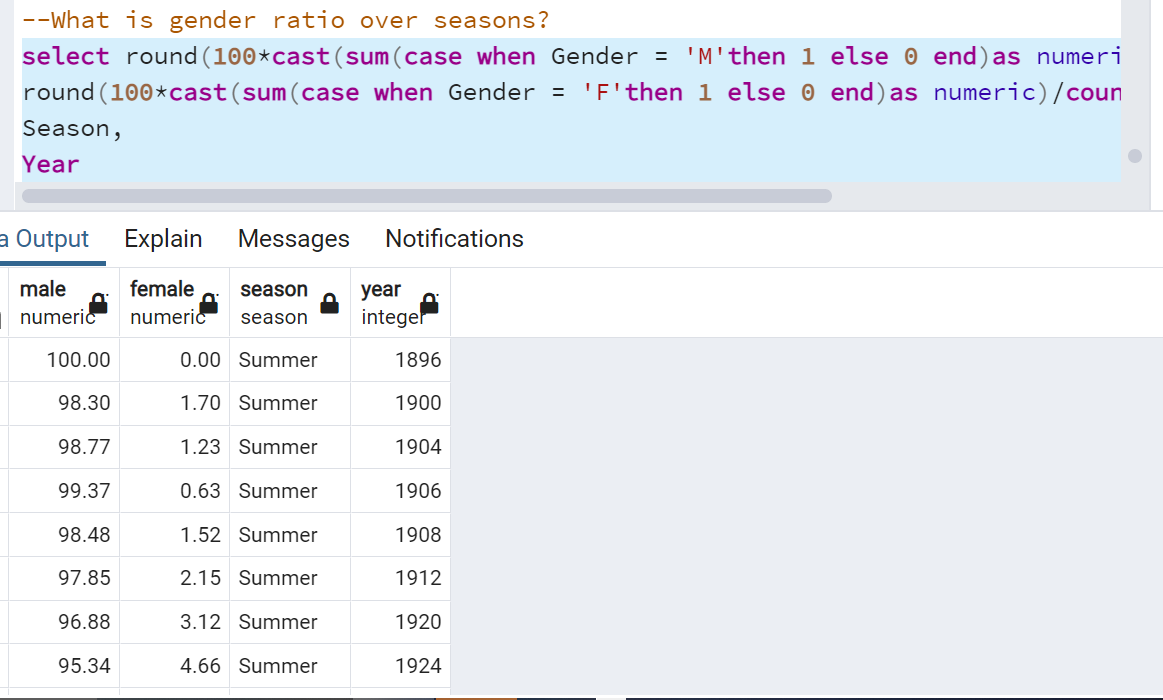 --What is gender ratio over seasons?
select round(100*cast(sum(case when Gender = 'M'then 1 else 0 end)as numeri
round(100*cast(sum(case when Gender = 'F'then 1 else 0 end)as numeric)/coun
Season,
Year
a Output Explain Messages Notifications
male female season year
numeric numeric season integer
100.00 0.00 Summer 1896
98.30 1.70 Summer 1900
98.77 1.23 Summer 1904
99.37 0.63 Summer 1906
98.48 1.52 Summer 1908
97.85 2.15 Summer 1912
96.88 3.12 Summer 1920
95.34 4.66 Summer 1924